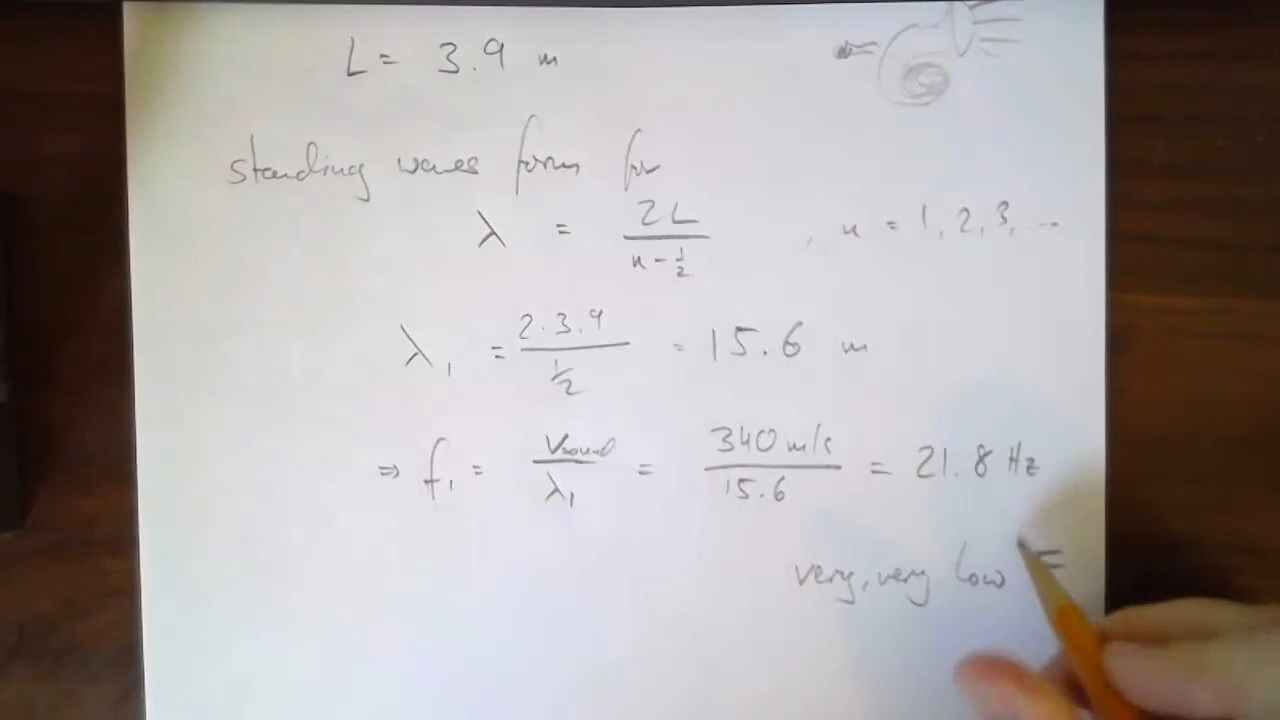 L = 3.9 m
standing waves form for
λ = 2L / (n - 1/2) , n = 1, 2, 3, ...
λ₁ = 2·3.9 / (1/2) = 15.6 m
⇒ f₁ = Vsound / λ₁ = 340 m/s / 15.6 = 21.8 Hz
very, very low